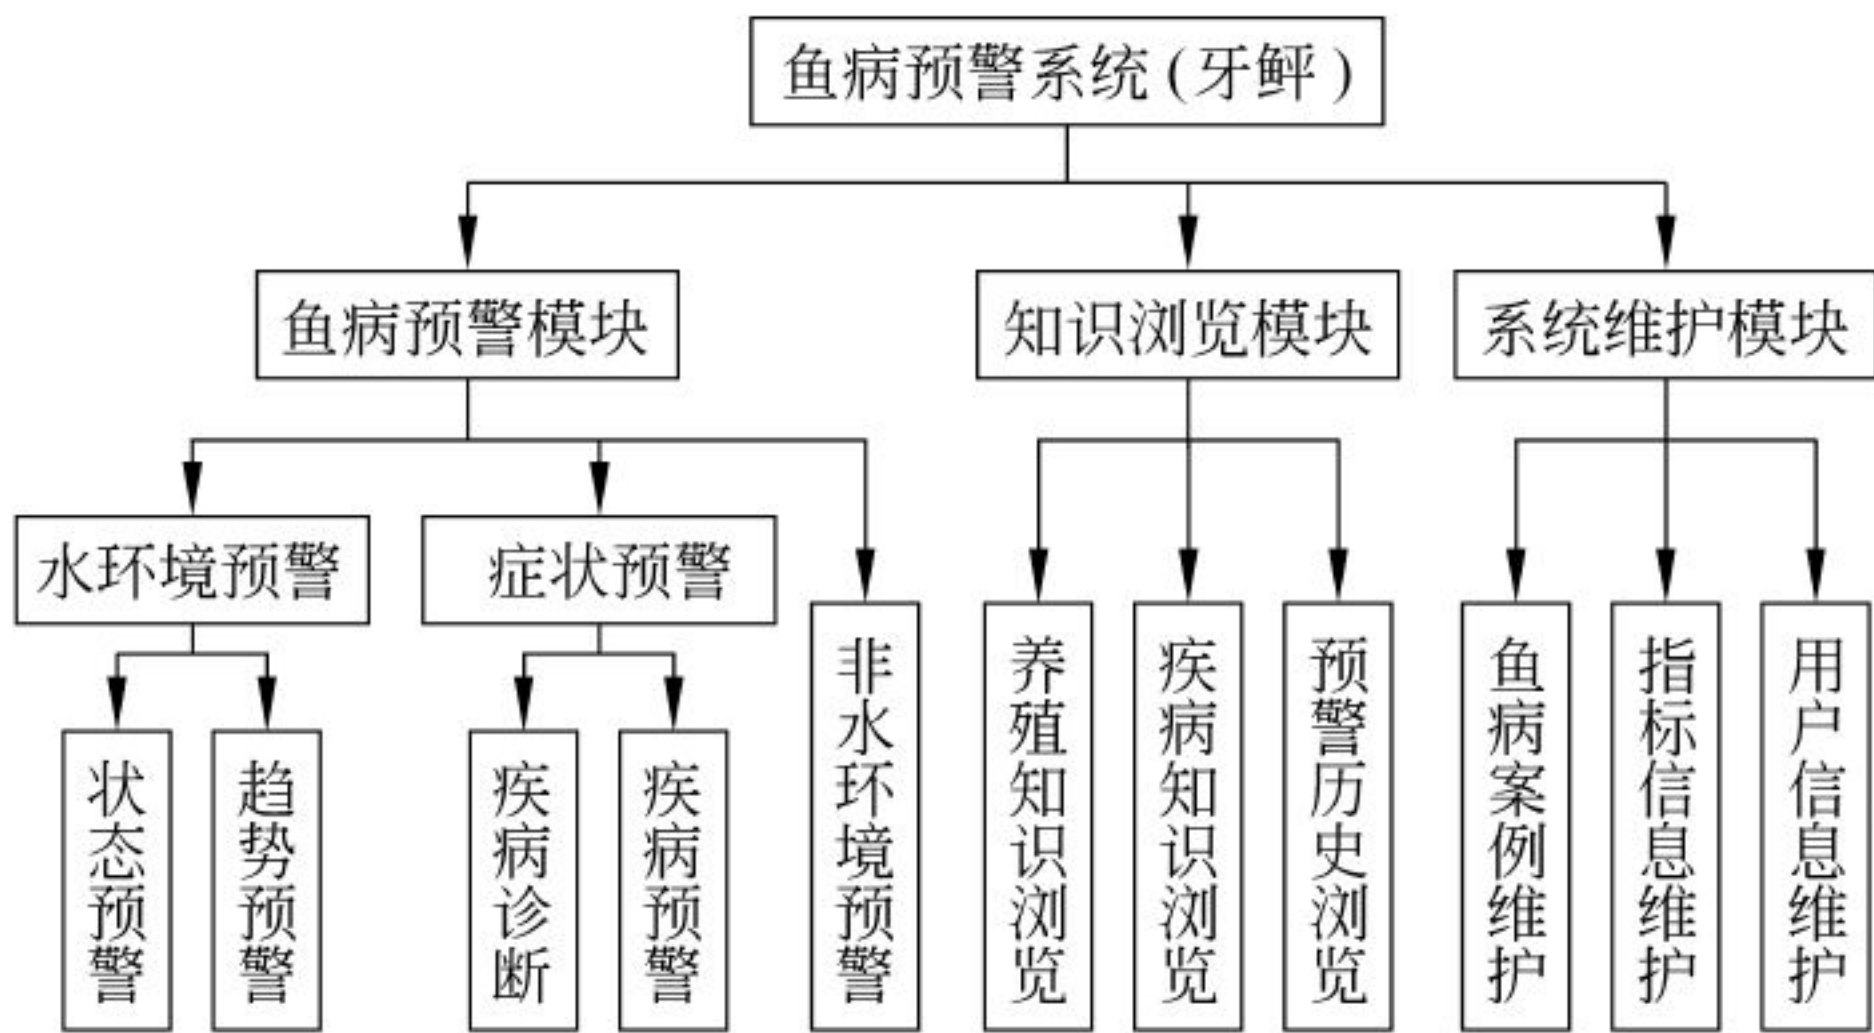 鱼病预警系统(牙鲆)
鱼病预警模块
知识浏览模块
系统维护模块
水环境预警
症状预警
非水环境预警
养殖知识浏览
疾病知识浏览
预警历史浏览
鱼病案例维护
指标信息维护
用户信息维护
状态预警
趋势预警
疾病诊断
疾病预警